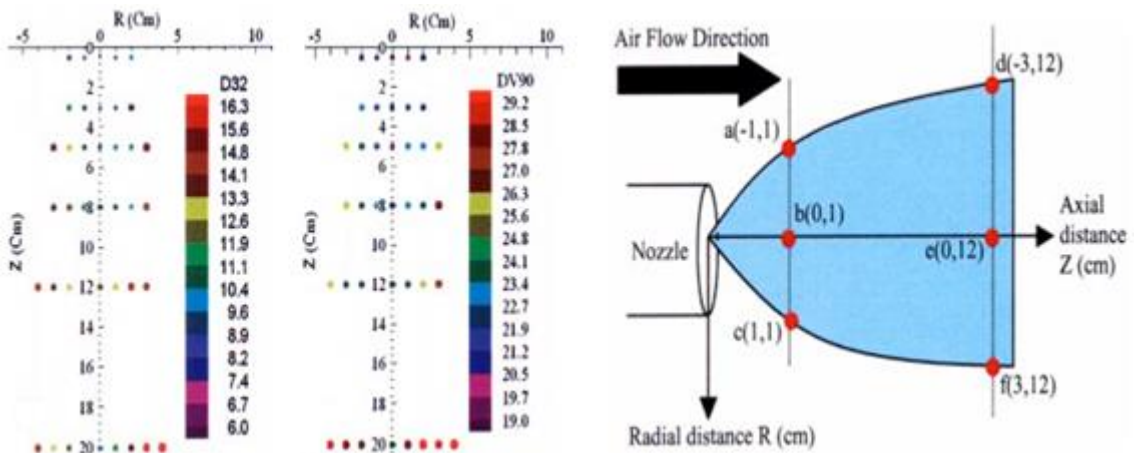 R (Cm)
-5 0 5 10
0
2
4
6
8
10
12
14
16
18
20
Z (Cm)
D32
16.3
15.6
14.8
14.1
13.3
12.6
11.9
11.1
10.4
9.6
8.9
8.2
7.4
6.7
6.0
R (Cm)
-5 0 5 10
2
4
6
8
10
12
14
16
18
20
Z (Cm)
DV90
29.2
28.5
27.8
27.0
26.3
25.6
24.8
24.1
23.4
22.7
21.9
21.2
20.5
19.7
19.0
Air Flow Direction
d(-3,12)
a(-1,1)
b(0,1)
Nozzle
e(0,12)
Axial
distance
Z (cm)
c(1,1)
f(3,12)
Radial distance R (cm)